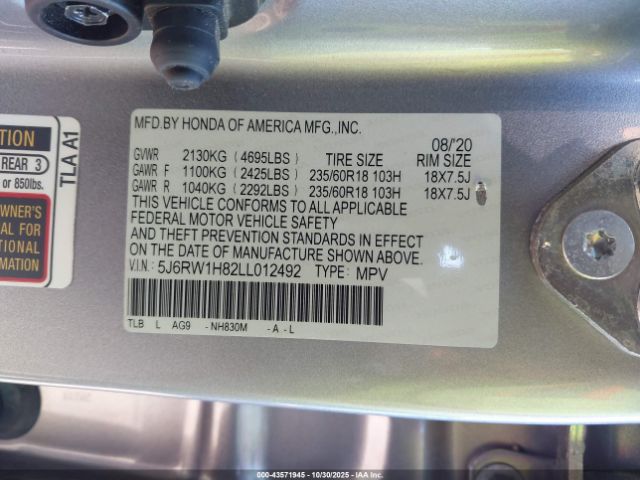 MFD.BY HONDA OF AMERICA MFG.,INC.
08/'20
GVWR 2130KG (4695LBS) TIRE SIZE RIM SIZE
GAWR F 1100KG (2425LBS) 235/60R18 103H 18X7.5J
GAWR R 1040KG (2292LBS) 235/60R18 103H 18X7.5J
THIS VEHICLE CONFORMS TO ALL APPLICABLE
FEDERAL MOTOR VEHICLE SAFETY
AND THEFT PREVENTION STANDARDS IN EFFECT
ON THE DATE OF MANUFACTURE SHOWN ABOVE.
V.I.N.: 5J6RW1H82LL012492 TYPE: MPV
TLB L AG9 -NH830M -A-L
TION
REAR 3
or 850lbs.
WNER'S
AL FOR
TIONAL
MATION
TLA A1
000-43571945 - 10/30/2025 - IAAI.COM